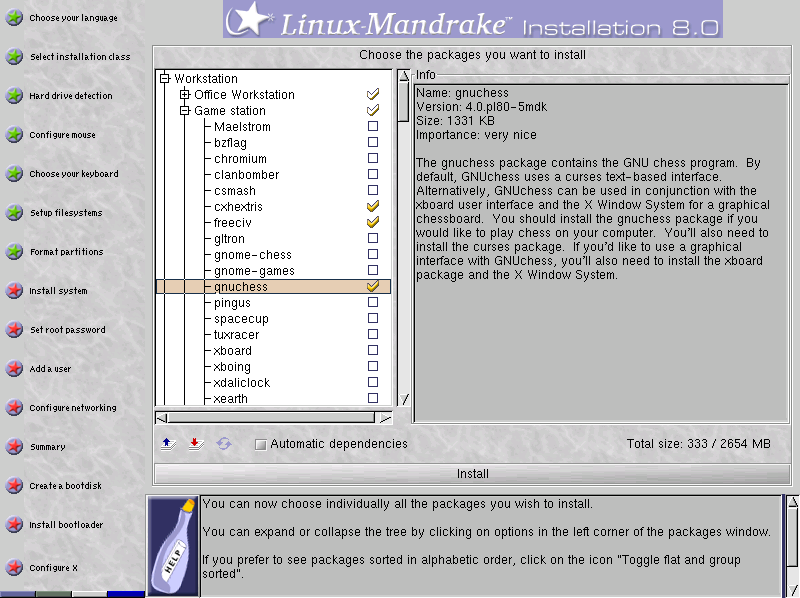 Linux-Mandrake™ Installation 8.0
Choose your language
Select installation class
Hard drive detection
Configure mouse
Choose your keyboard
Setup filesystems
Format partitions
Install system
Set root password
Add a user
Configure networking
Summary
Create a bootdisk
Install bootloader
Configure X
Choose the packages you want to install
Workstation
Office Workstation
Game station
Maelstrom
bzflag
chromium
clanbomber
csmash
cxhextris
freeciv
gltron
gnome-chess
gnome-games
gnuchess
pingus
spacecup
tuxracer
xboard
xboing
xdaliclock
xearth
Info
Name: gnuchess
Version: 4.0.pl80-5mdk
Size: 1331 KB
Importance: very nice
The gnuchess package contains the GNU chess program. By
default, GNUchess uses a curses text-based interface.
Alternatively, GNUchess can be used in conjunction with the
xboard user interface and the X Window System for a graphical
chessboard. You should install the gnuchess package if you
would like to play chess on your computer. You'll also need to
install the curses package. If you'd like to use a graphical
interface with GNUchess, you'll also need to install the xboard
package and the X Window System.
Automatic dependencies
Total size: 333 / 2654 MB
Install
HELP
You can now choose individually all the packages you wish to install.
You can expand or collapse the tree by clicking on options in the left corner of the packages window.
If you prefer to see packages sorted in alphabetic order, click on the icon "Toggle flat and group
sorted".